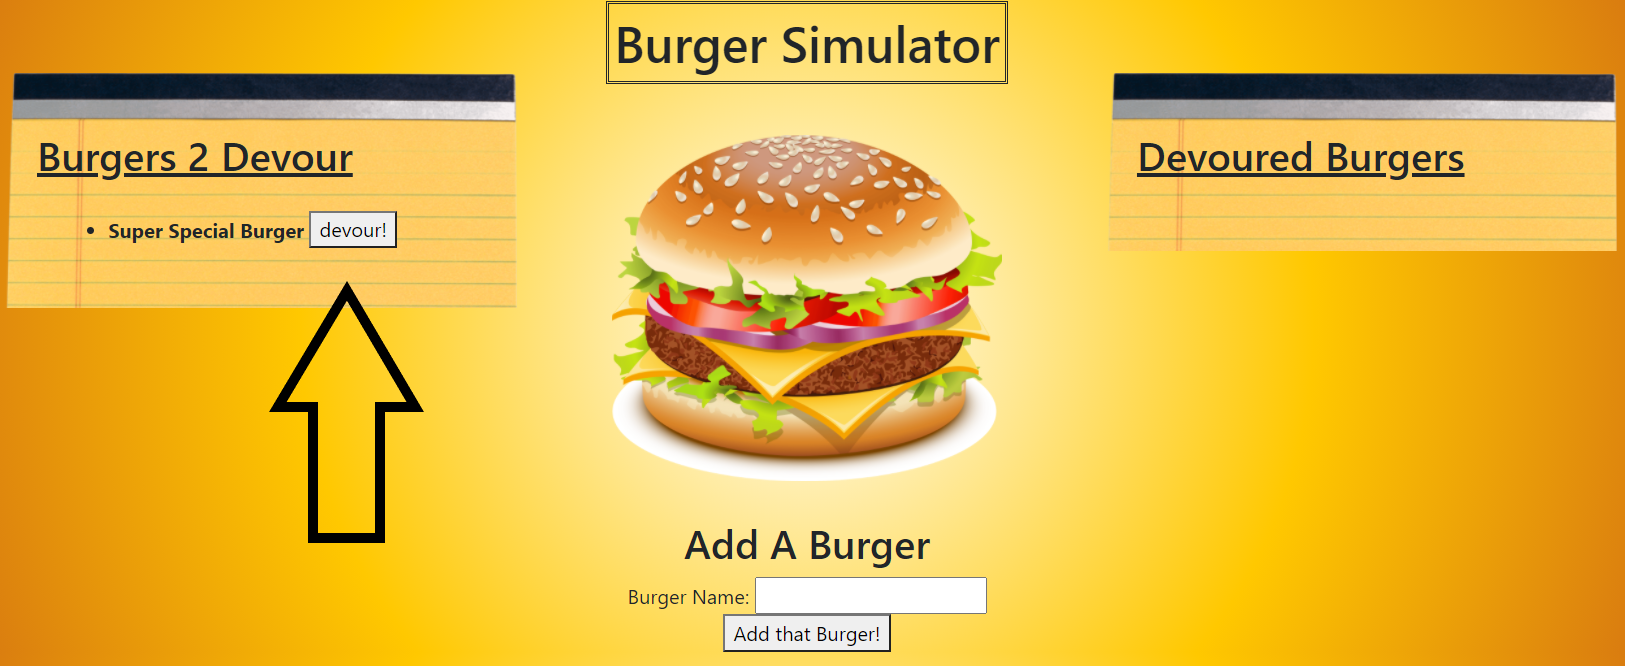 Burger Simulator
Burgers 2 Devour
Super Special Burger devour!
Devoured Burgers
Add A Burger
Burger Name:
Add that Burger!